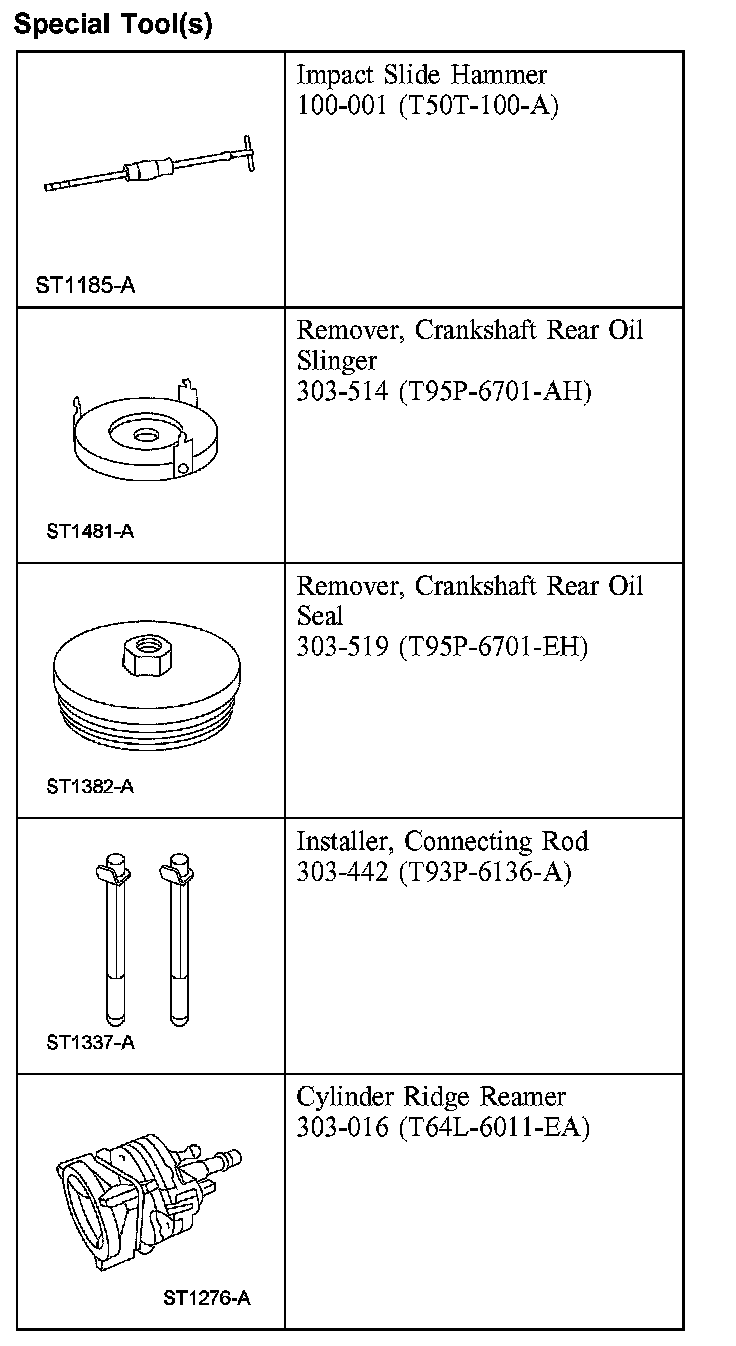 Special Tool(s)
Impact Slide Hammer
100-001 (T50T-100-A)
ST1185-A
Remover, Crankshaft Rear Oil
Slinger
303-514 (T95P-6701-AH)
ST1481-A
Remover, Crankshaft Rear Oil
Seal
303-519 (T95P-6701-EH)
ST1382-A
Installer, Connecting Rod
303-442 (T93P-6136-A)
ST1337-A
Cylinder Ridge Reamer
303-016 (T64L-6011-EA)
ST1276-A